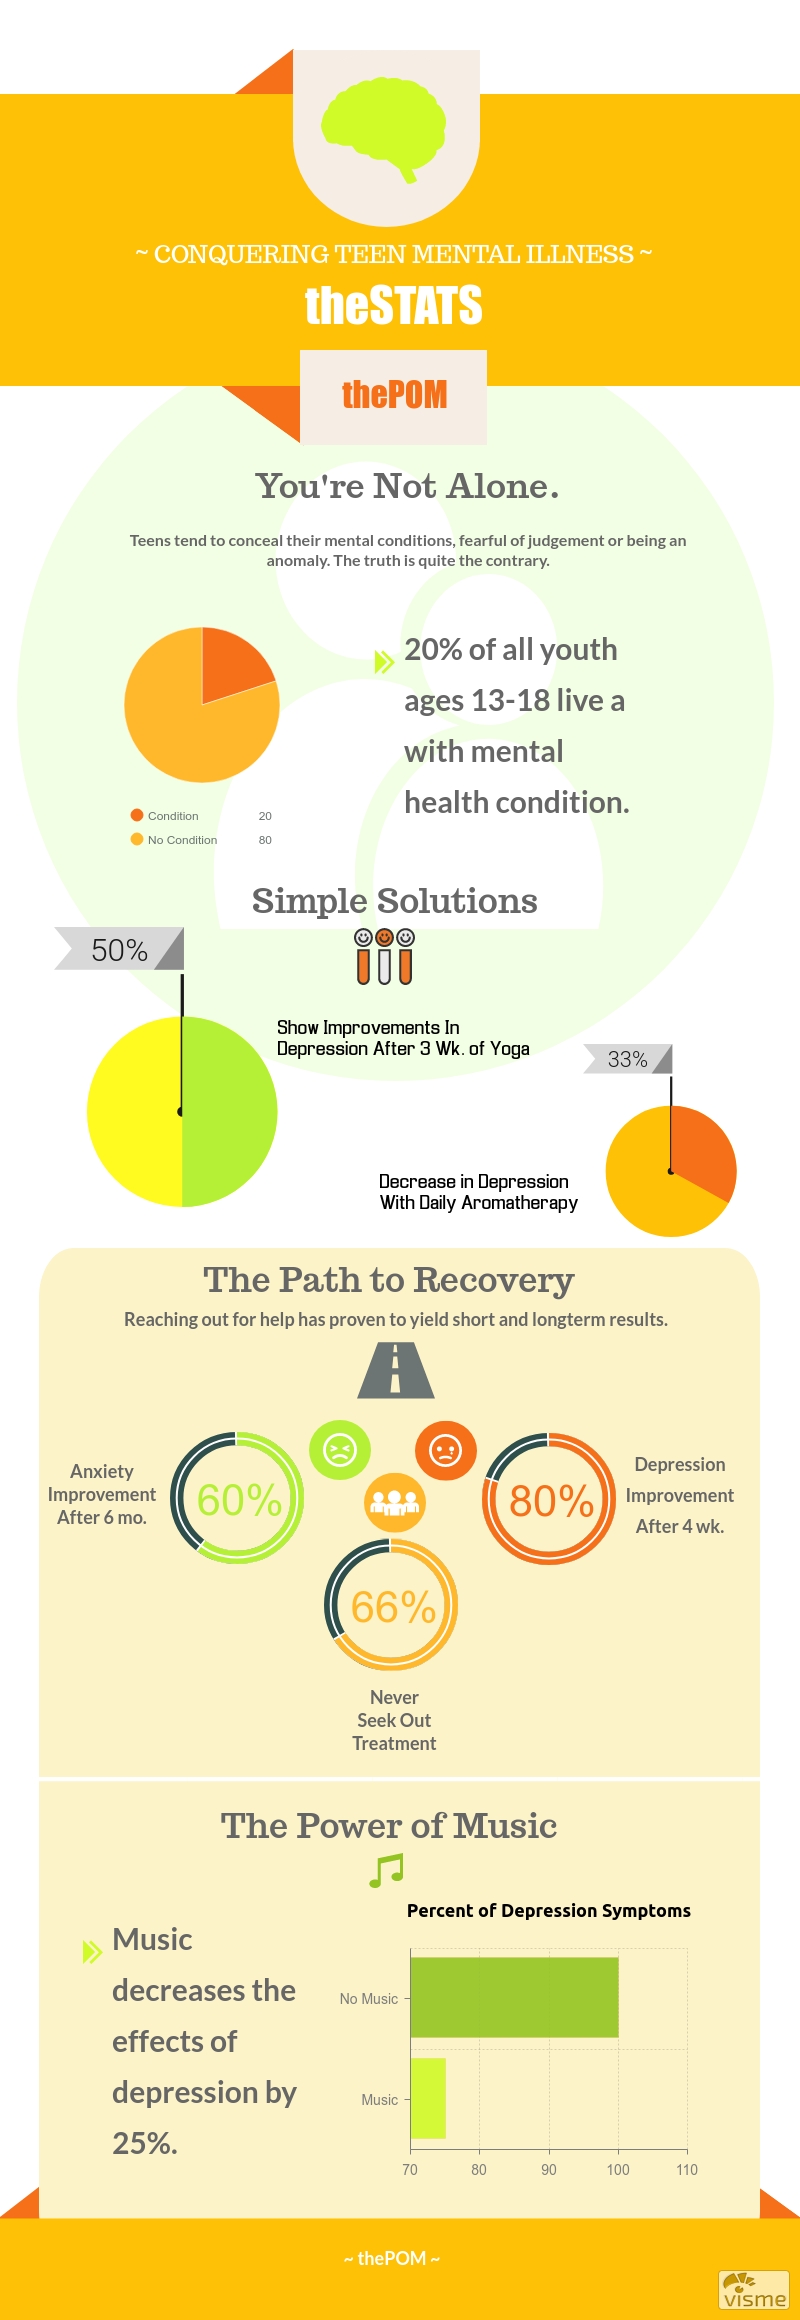 ~ CONQUERING TEEN MENTAL ILLNESS ~
theSTATS
thePOM
You're Not Alone.
Teens tend to conceal their mental conditions, fearful of judgement or being an
anomaly. The truth is quite the contrary.
20% of all youth
ages 13-18 live a
with mental
health condition.
Condition 20
No Condition 80
Simple Solutions
50%
Show Improvements In
Depression After 3 Wk. of Yoga
33%
Decrease in Depression
With Daily Aromatherapy
The Path to Recovery
Reaching out for help has proven to yield short and longterm results.
Anxiety
Improvement
After 6 mo.
60%
80%
Depression
Improvement
After 4 wk.
66%
Never
Seek Out
Treatment
The Power of Music
Music
decreases the
effects of
depression by
25%.
Percent of Depression Symptoms
No Music
Music
70 80 90 100 110
~ thePOM ~
visme